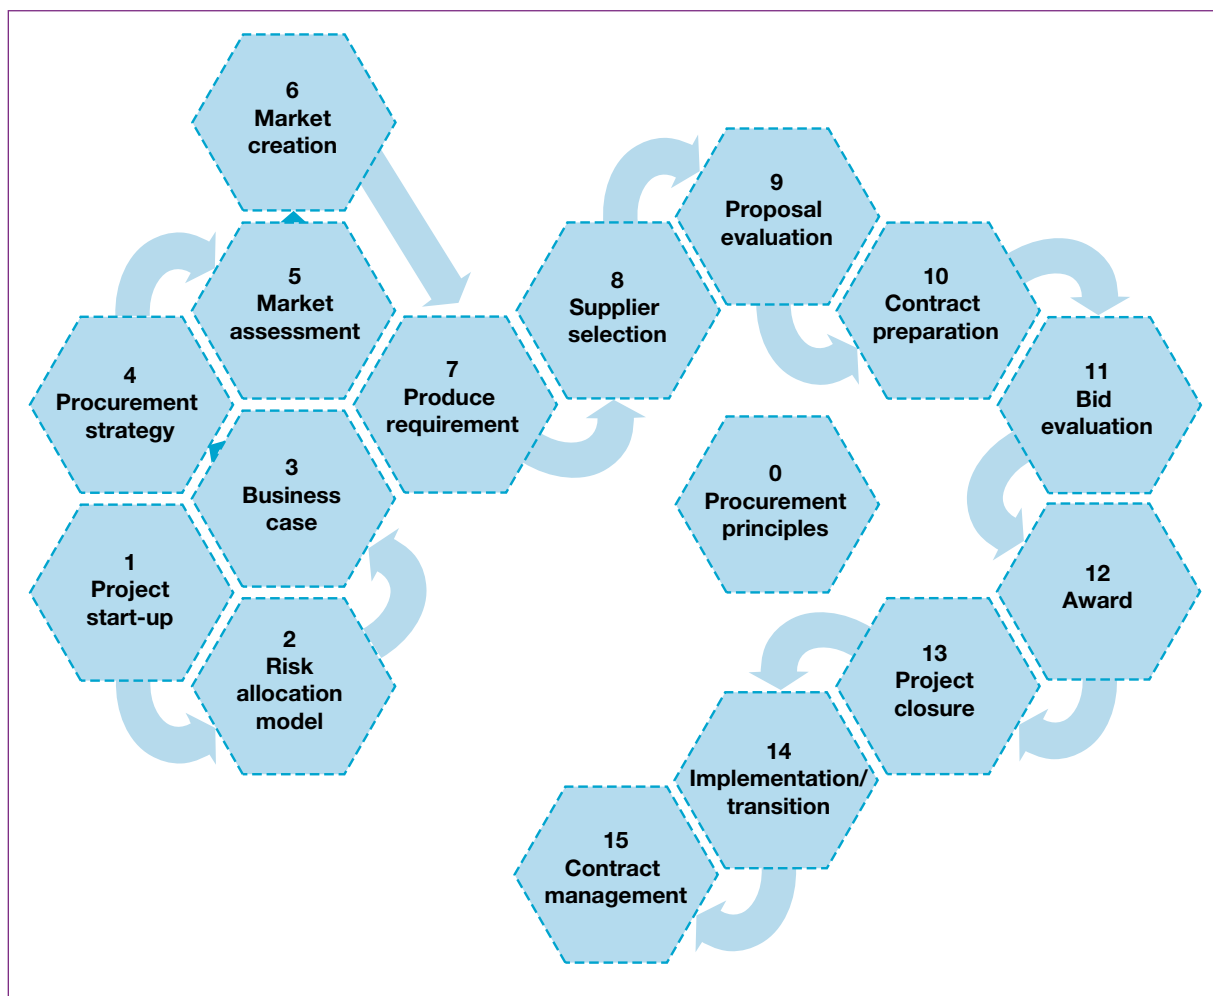 6
Market
creation
9
Proposal
evaluation
5
Market
assessment
8
Supplier
selection
10
Contract
preparation
4
Procurement
strategy
7
Produce
requirement
11
Bid
evaluation
3
Business
case
0
Procurement
principles
1
Project
start-up
12
Award
2
Risk
allocation
model
13
Project
closure
14
Implementation/
transition
15
Contract
management